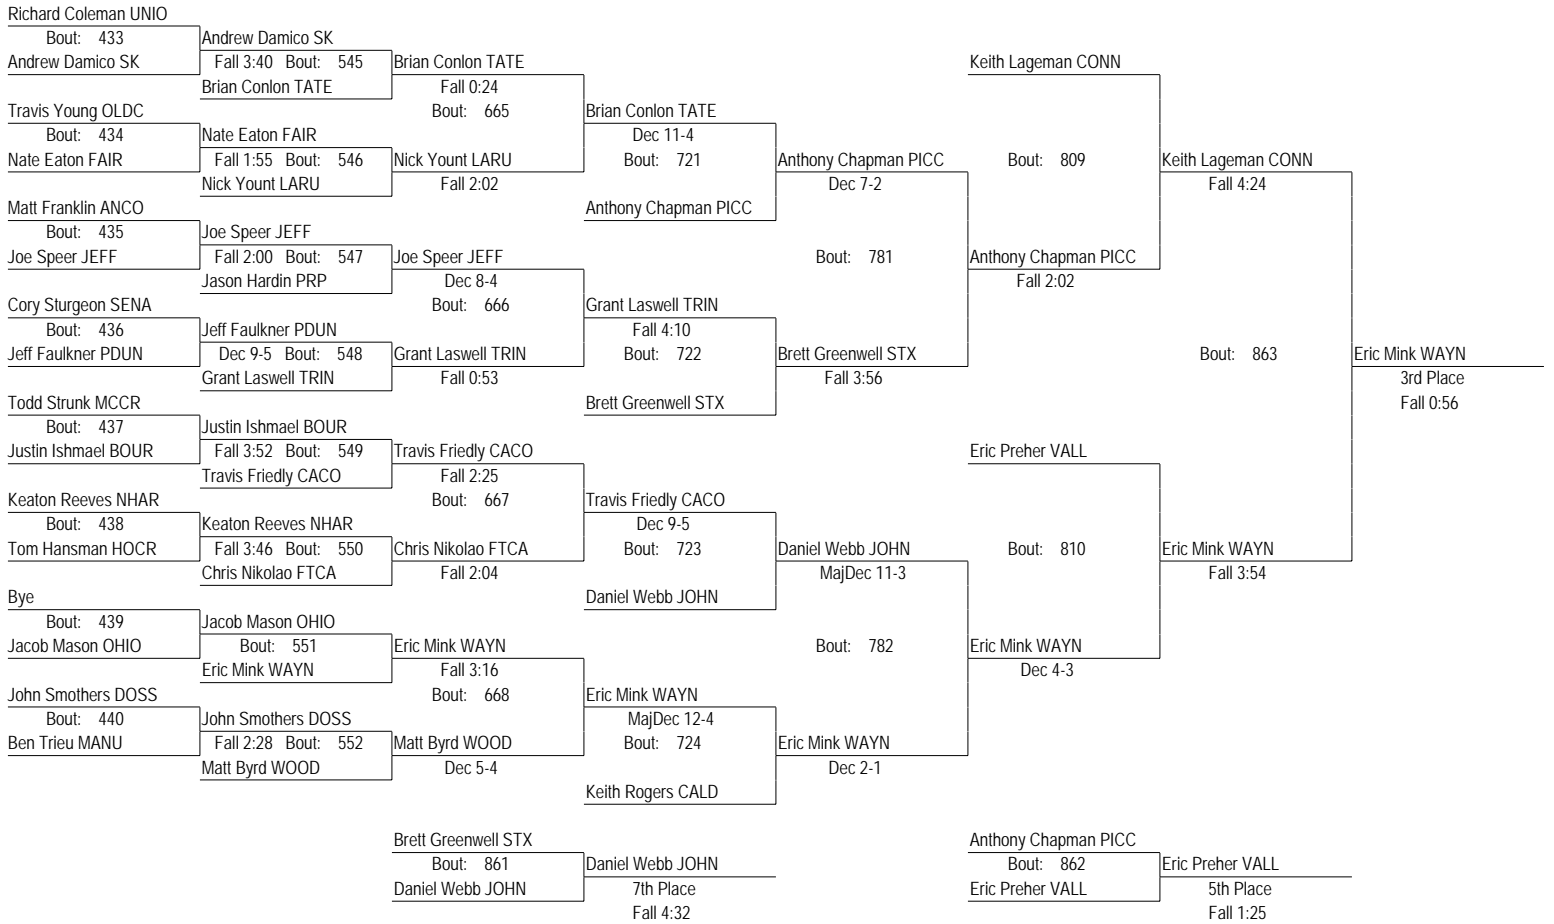 Richard Coleman UNIO
Bout: 433
Andrew Damico SK
Travis Young OLDC
Bout: 434
Nate Eaton FAIR
Matt Franklin ANCO
Bout: 435
Joe Speer JEFF
Cory Sturgeon SENA
Bout: 436
Jeff Faulkner PDUN
Todd Strunk MCCR
Bout: 437
Justin Ishmael BOUR
Keaton Reeves NHAR
Bout: 438
Tom Hansman HOCR
Bye
Bout: 439
Jacob Mason OHIO
John Smothers DOSS
Bout: 440
Ben Trieu MANU
Andrew Damico SK
Fall 3:40 Bout: 545
Brian Conlon TATE
Nate Eaton FAIR
Fall 1:55 Bout: 546
Nick Yount LARU
Joe Speer JEFF
Fall 2:00 Bout: 547
Jason Hardin PRP
Jeff Faulkner PDUN
Dec 9-5 Bout: 548
Grant Laswell TRIN
Justin Ishmael BOUR
Fall 3:52 Bout: 549
Travis Friedly CACO
Keaton Reeves NHAR
Fall 3:46 Bout: 550
Chris Nikolao FTCA
Jacob Mason OHIO
Bout: 551
Eric Mink WAYN
John Smothers DOSS
Fall 2:28 Bout: 552
Matt Byrd WOOD
Brian Conlon TATE
Fall 0:24
Bout: 665
Nick Yount LARU
Fall 2:02
Joe Speer JEFF
Dec 8-4
Bout: 666
Grant Laswell TRIN
Fall 0:53
Travis Friedly CACO
Fall 2:25
Bout: 667
Chris Nikolao FTCA
Fall 2:04
Eric Mink WAYN
Fall 3:16
Bout: 668
Matt Byrd WOOD
Dec 5-4
Brian Conlon TATE
Dec 11-4
Bout: 721
Anthony Chapman PICC
Grant Laswell TRIN
Fall 4:10
Bout: 722
Brett Greenwell STX
Travis Friedly CACO
Dec 9-5
Bout: 723
Daniel Webb JOHN
Eric Mink WAYN
MajDec 12-4
Bout: 724
Keith Rogers CALD
Anthony Chapman PICC
Dec 7-2
Bout: 781
Brett Greenwell STX
Fall 3:56
Daniel Webb JOHN
MajDec 11-3
Bout: 782
Eric Mink WAYN
Dec 2-1
Keith Lageman CONN
Bout: 809
Anthony Chapman PICC
Fall 2:02
Eric Preher VALL
Bout: 810
Eric Mink WAYN
Dec 4-3
Keith Lageman CONN
Fall 4:24
Bout: 863
Eric Mink WAYN
Fall 3:54
Eric Mink WAYN
3rd Place
Fall 0:56
Brett Greenwell STX
Bout: 861
Daniel Webb JOHN
Daniel Webb JOHN
7th Place
Fall 4:32
Anthony Chapman PICC
Bout: 862
Eric Preher VALL
Eric Preher VALL
5th Place
Fall 1:25